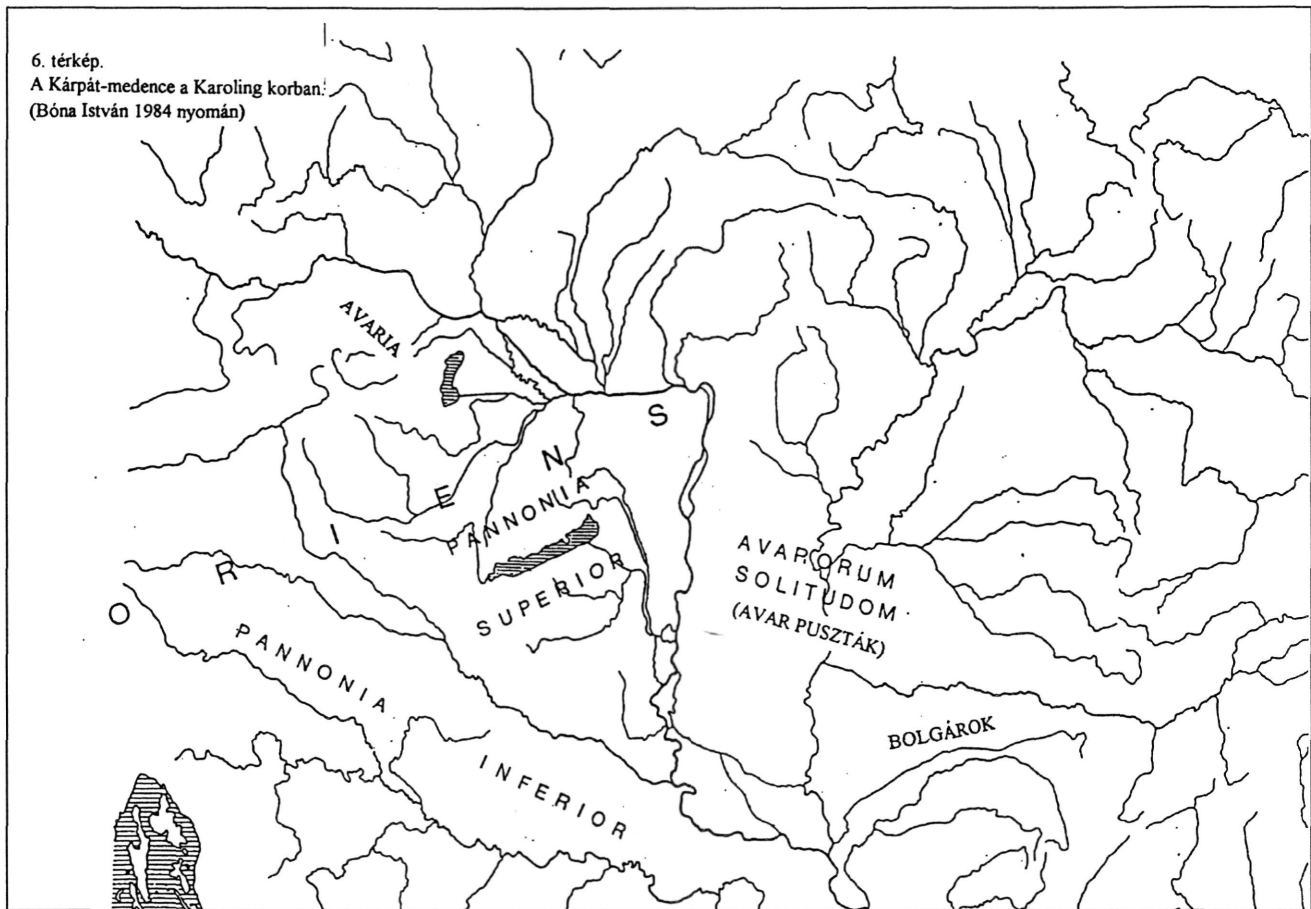 6. térkép.
A Kárpát-medence a Karoling korban.
(Bóna István 1984 nyomán)
AVARIA
ORIENS
PANNONIA
SUPERIOR
AVARORUM
SOLITUDOM
(AVAR PUSZTÁK)
PANNONIA
INFERIOR
BOLGÁROK